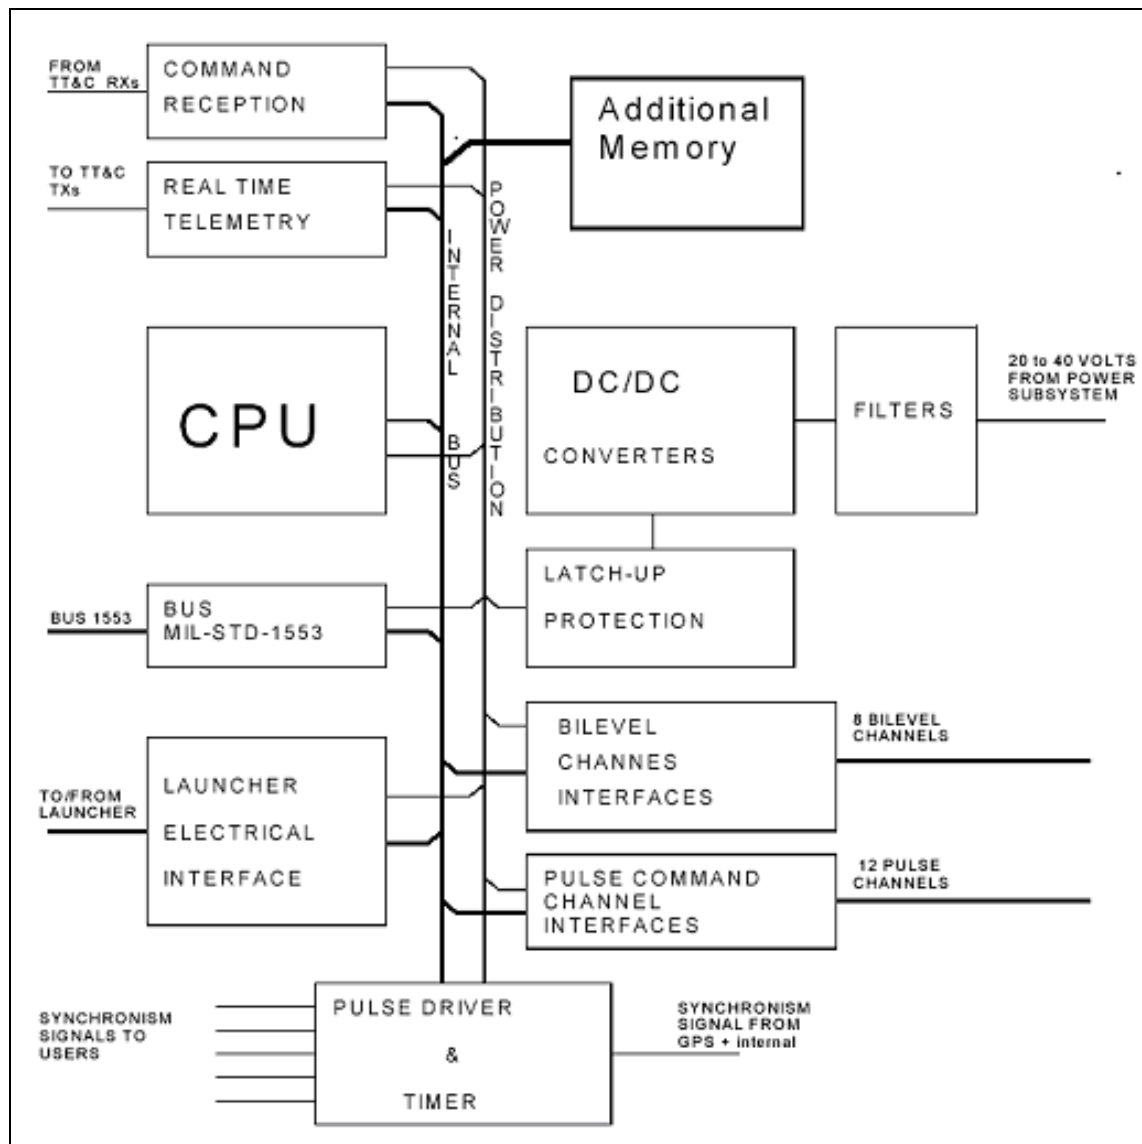 FROM
TT&C RXs
COMMAND
RECEPTION
Additional
Memory
TO TT&C
TXs
REAL TIME
TELEMETRY
INTERNAL BUS
POWER DISTRIBUTION
CPU
DC/DC
CONVERTERS
FILTERS
20 to 40 VOLTS
FROM POWER
SUBSYSTEM
LATCH-UP
PROTECTION
BUS 1553
BUS
MIL-STD-1553
BILEVEL
CHANNES
INTERFACES
8 BILEVEL
CHANNELS
TO/FROM
LAUNCHER
LAUNCHER
ELECTRICAL
INTERFACE
PULSE COMMAND
CHANNEL
INTERFACES
12 PULSE
CHANNELS
SYNCHRONISM
SIGNALS TO
USERS
PULSE DRIVER
&
TIMER
SYNCHRONISM
SIGNAL FROM
GPS + internal